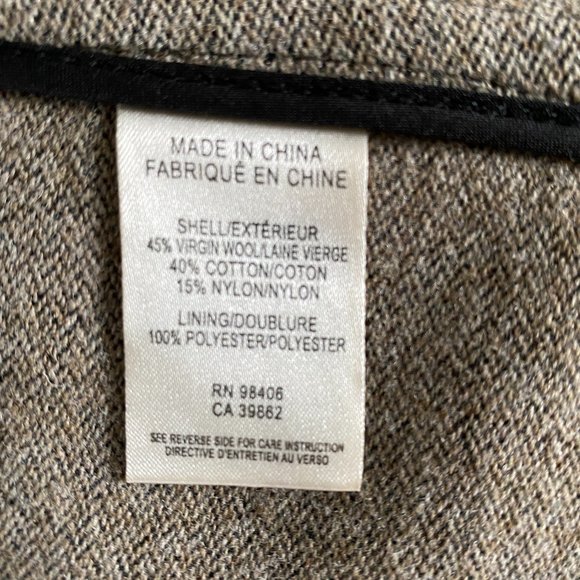 MADE IN CHINA
FABRIQUÉ EN CHINE
SHELL/EXTÉRIEUR
45% VIRGIN WOOL/LAINE VIERGE
40% COTTON/COTON
15% NYLON/NYLON
LINING/DOUBLURE
100% POLYESTER/POLYESTER
RN 98406
CA 39862
SEE REVERSE SIDE FOR CARE INSTRUCTION
DIRECTIVE D'ENTRETIEN AU VERSO